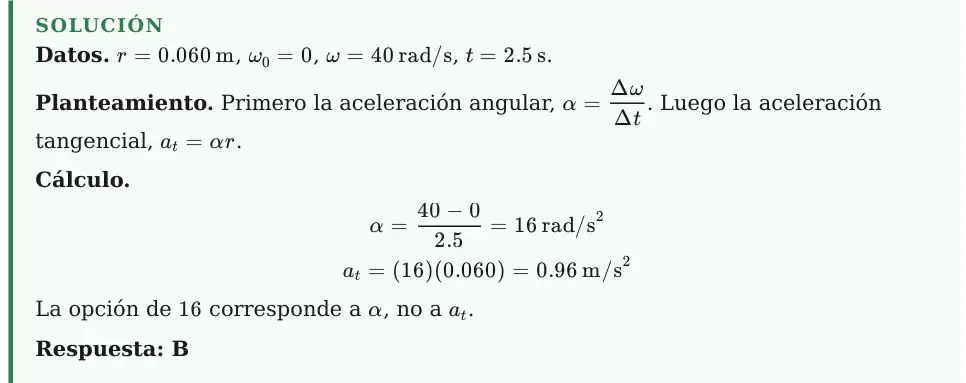 SOLUCIÓN
Datos. r = 0.060 m, ω₀ = 0, ω = 40 rad/s, t = 2.5 s.
Planteamiento. Primero la aceleración angular, α = Δω/Δt. Luego la aceleración
tangencial, aₜ = αr.
Cálculo.
α = (40 − 0)/2.5 = 16 rad/s²
aₜ = (16)(0.060) = 0.96 m/s²
La opción de 16 corresponde a α, no a aₜ.
Respuesta: B